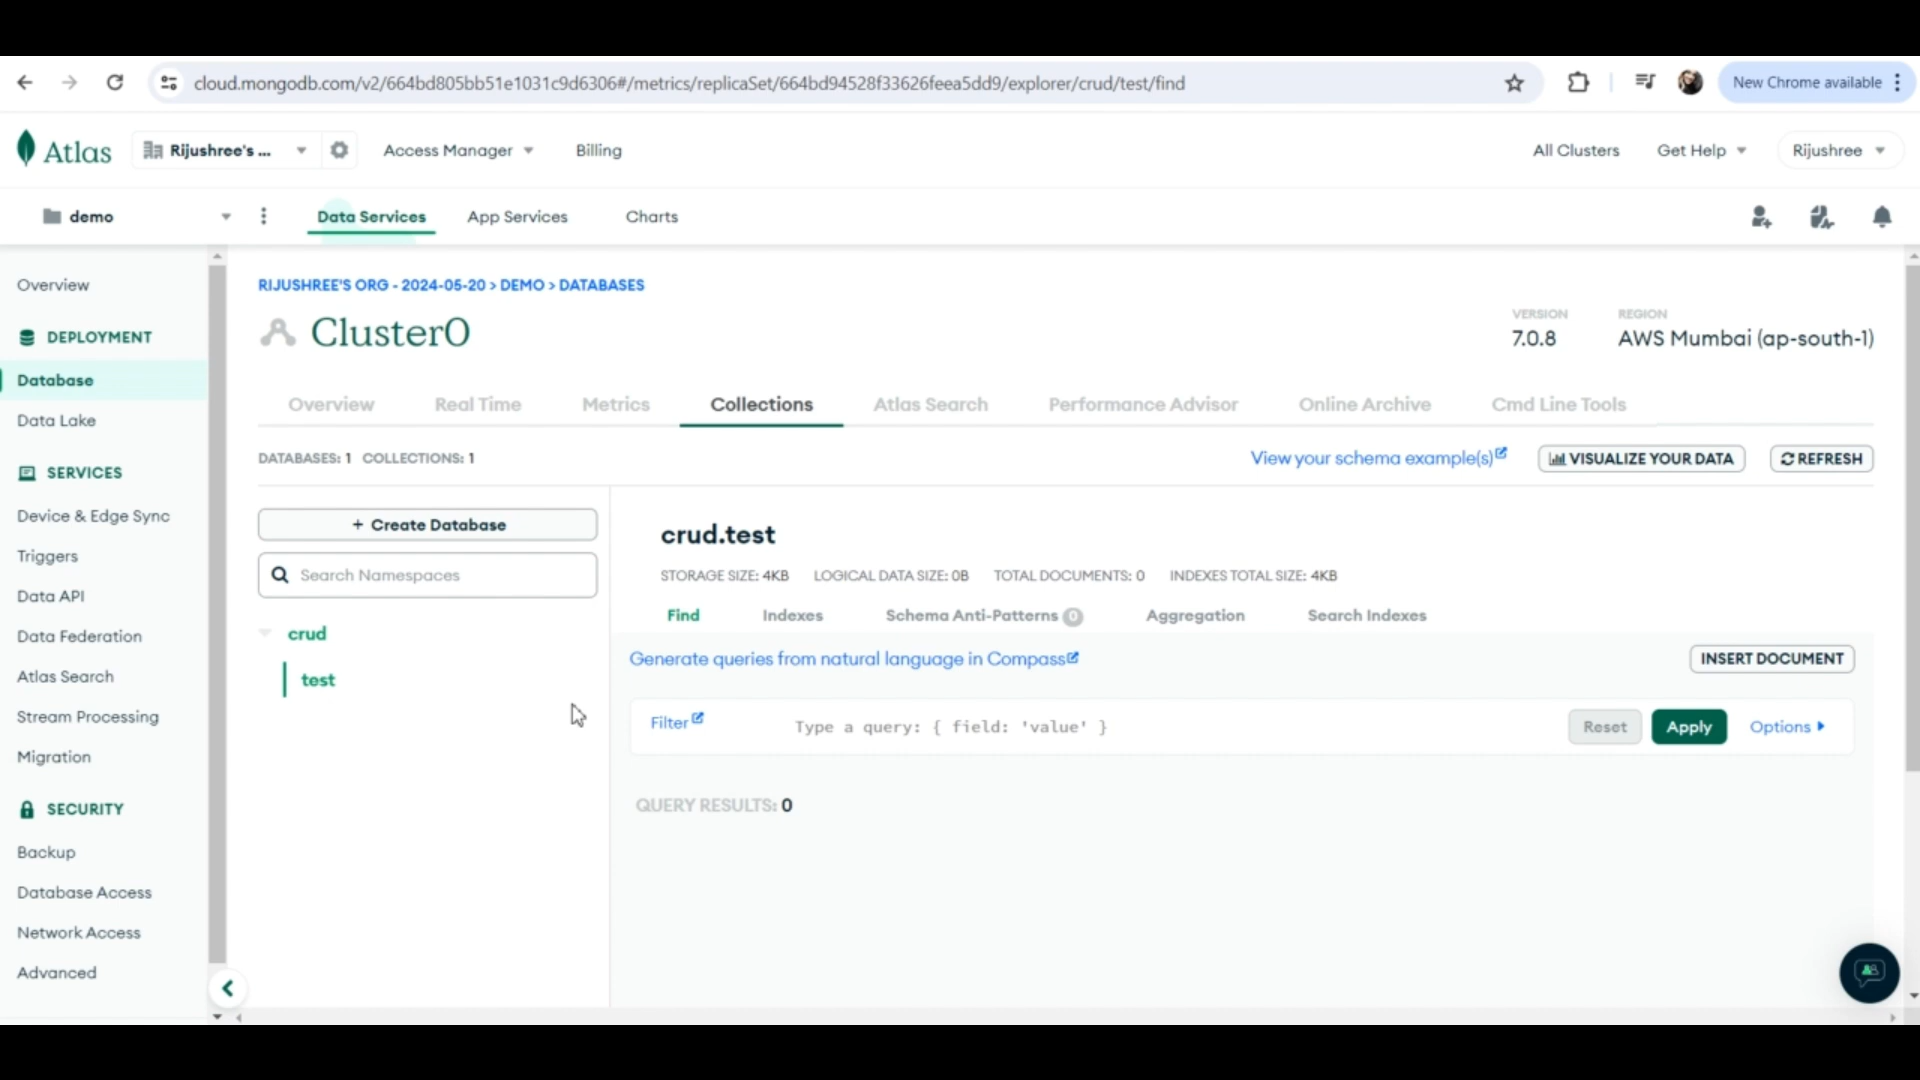 cloud.mongodb.com/v2/664bd805bb51e1031c9d6306#/metrics/replicaSet/664bd94528f33626feea5dd9/explorer/crud/test/find
New Chrome available
Atlas
Rijushree's ...
Access Manager
Billing
All Clusters
Get Help
Rijushree
demo
Data Services
App Services
Charts
Overview
DEPLOYMENT
Database
Data Lake
SERVICES
Device & Edge Sync
Triggers
Data API
Data Federation
Atlas Search
Stream Processing
Migration
SECURITY
Backup
Database Access
Network Access
Advanced
RIJUSHREE'S ORG - 2024-05-20 > DEMO > DATABASES
Cluster0
VERSION
7.0.8
REGION
AWS Mumbai (ap-south-1)
Overview
Real Time
Metrics
Collections
Atlas Search
Performance Advisor
Online Archive
Cmd Line Tools
DATABASES: 1 COLLECTIONS: 1
View your schema example(s)
VISUALIZE YOUR DATA
REFRESH
+ Create Database
Search Namespaces
crud
test
crud.test
STORAGE SIZE: 4KB LOGICAL DATA SIZE: 0B TOTAL DOCUMENTS: 0 INDEXES TOTAL SIZE: 4KB
Find
Indexes
Schema Anti-Patterns 0
Aggregation
Search Indexes
Generate queries from natural language in Compass
INSERT DOCUMENT
Filter
Type a query: { field: 'value' }
Reset
Apply
Options
QUERY RESULTS: 0